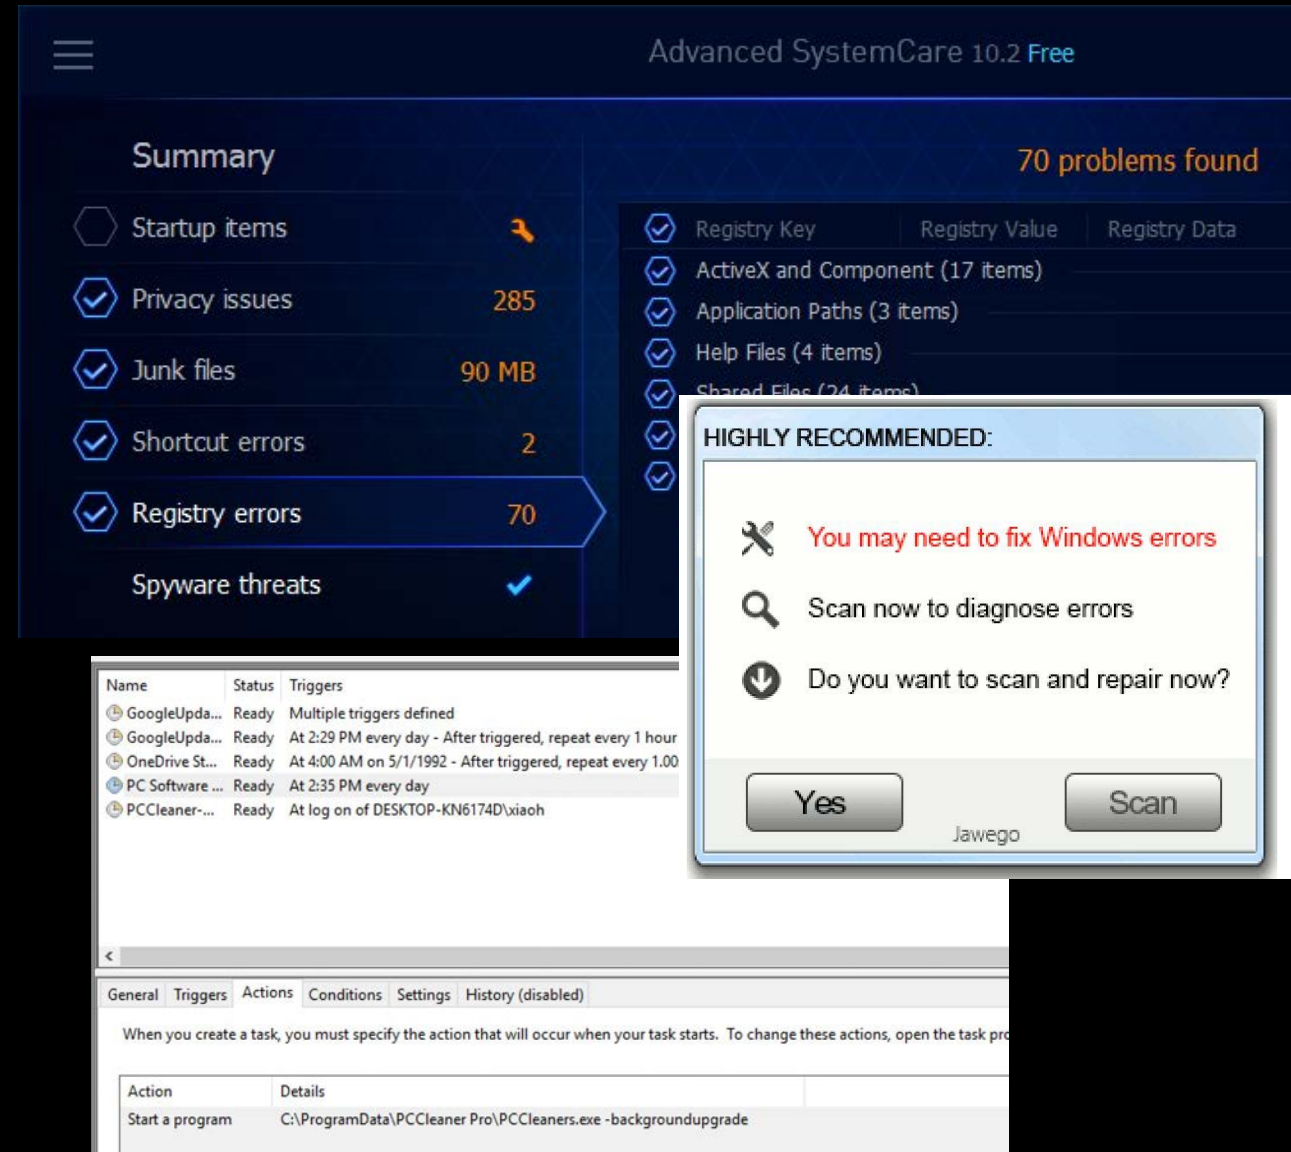 Advanced SystemCare 10.2 Free
Summary
Startup items
Privacy issues 285
Junk files 90 MB
Shortcut errors 2
Registry errors 70
Spyware threats
70 problems found
Registry Key Registry Value Registry Data
ActiveX and Component (17 items)
Application Paths (3 items)
Help Files (4 items)
Shared Files (24 items)
HIGHLY RECOMMENDED:
You may need to fix Windows errors
Scan now to diagnose errors
Do you want to scan and repair now?
Yes Scan
Jawego
Name Status Triggers
GoogleUpda... Ready Multiple triggers defined
GoogleUpda... Ready At 2:29 PM every day - After triggered, repeat every 1 hour
OneDrive St... Ready At 4:00 AM on 5/1/1992 - After triggered, repeat every 1.00
PC Software ... Ready At 2:35 PM every day
PCCleaner-... Ready At log on of DESKTOP-KN6174D\xiaoh
General Triggers Actions Conditions Settings History (disabled)
When you create a task, you must specify the action that will occur when your task starts. To change these actions, open the task pro
Action Details
Start a program C:\ProgramData\PCCleaner Pro\PCCleaners.exe -backgroundupgrade